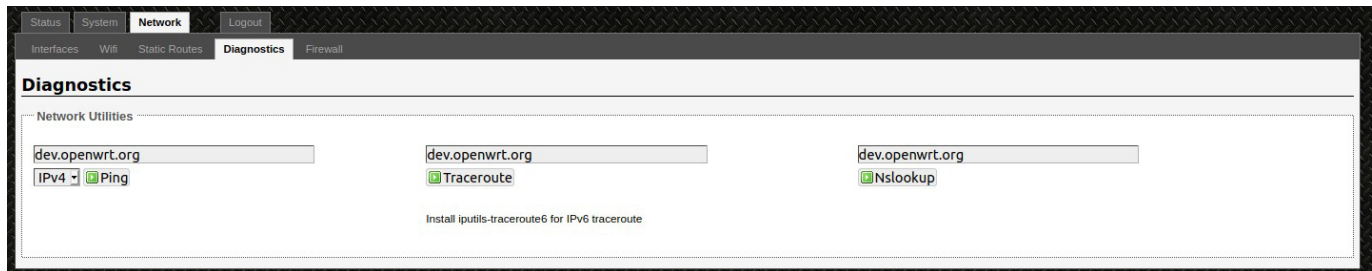 Status System Network Logout
Interfaces Wifi Static Routes Diagnostics Firewall
Diagnostics
Network Utilities
dev.openwrt.org dev.openwrt.org dev.openwrt.org
IPv4 Ping Traceroute Nslookup
Install iputils-traceroute6 for IPv6 traceroute